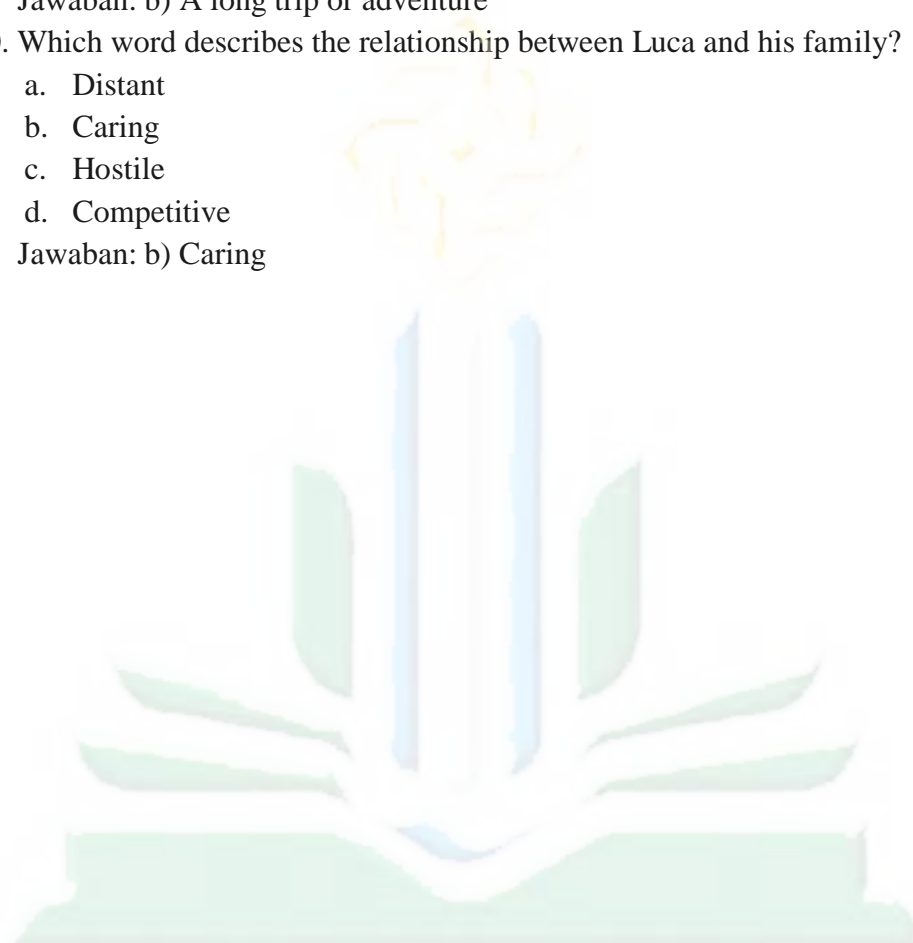 Jawaban: b) A long trip or adventure
. Which word describes the relationship between Luca and his family?
a. Distant
b. Caring
c. Hostile
d. Competitive
Jawaban: b) Caring